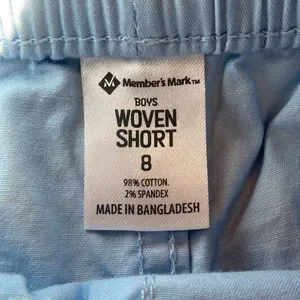 M Member's Mark™
BOYS
WOVEN
SHORT
8
98% COTTON
2% SPANDEX
MADE IN BANGLADESH